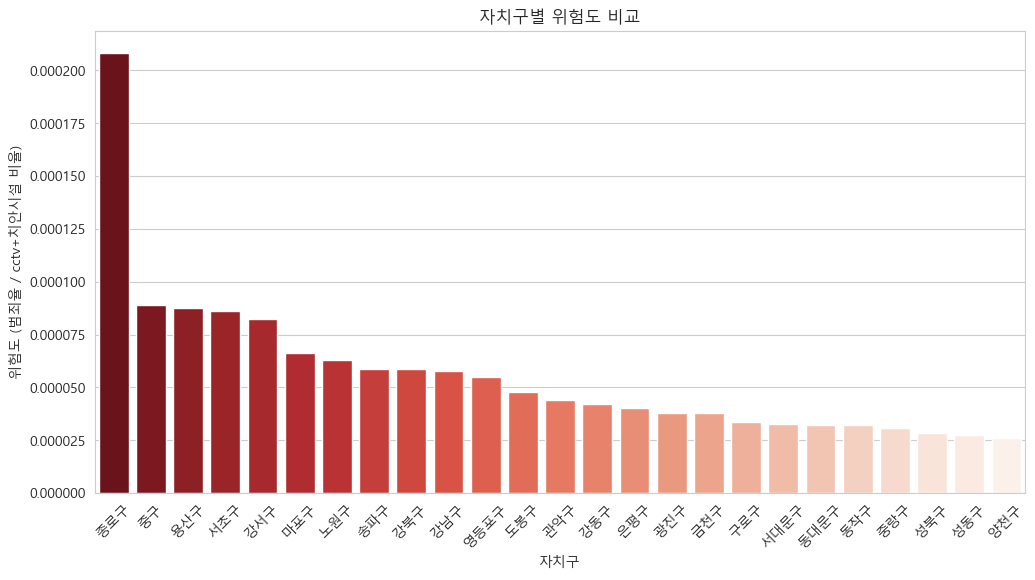 자치구별 위험도 비교
위험도 (범죄율 / cctv+치안시설 비율)
0.000200
0.000175
0.000150
0.000125
0.000100
0.000075
0.000050
0.000025
0.000000
종로구
중구
용산구
서초구
강서구
마포구
노원구
송파구
강북구
강남구
영등포구
도봉구
관악구
강동구
은평구
광진구
금천구
구로구
서대문구
동대문구
동작구
중랑구
성북구
성동구
양천구
자치구